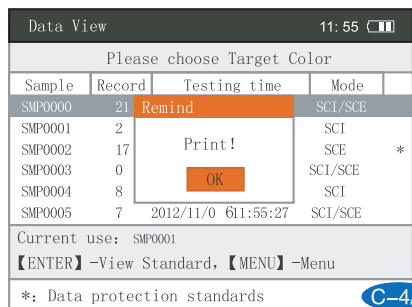 Data View 11:55
Please choose Target Color
Sample Record Testing time Mode
SMP0000 21 Remind SCI/SCE
SMP0001 2 SCI
SMP0002 17 Print! SCE *
SMP0003 0 SCI/SCE
SMP0004 8 OK SCI
SMP0005 7 2012/11/0 611:55:27 SCI/SCE
Current use: SMP0001
【ENTER】-View Standard,【MENU】-Menu
*: Data protection standards